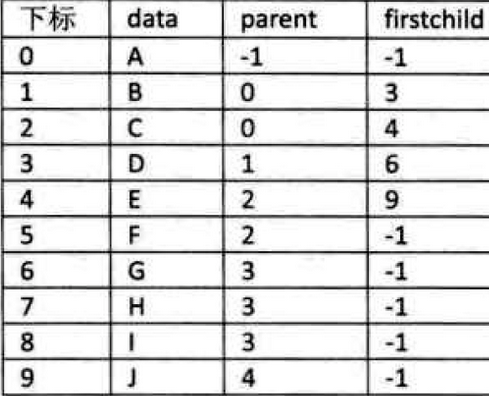 下标 data parent firstchild
0 A -1 -1
1 B 0 3
2 C 0 4
3 D 1 6
4 E 2 9
5 F 2 -1
6 G 3 -1
7 H 3 -1
8 I 3 -1
9 J 4 -1